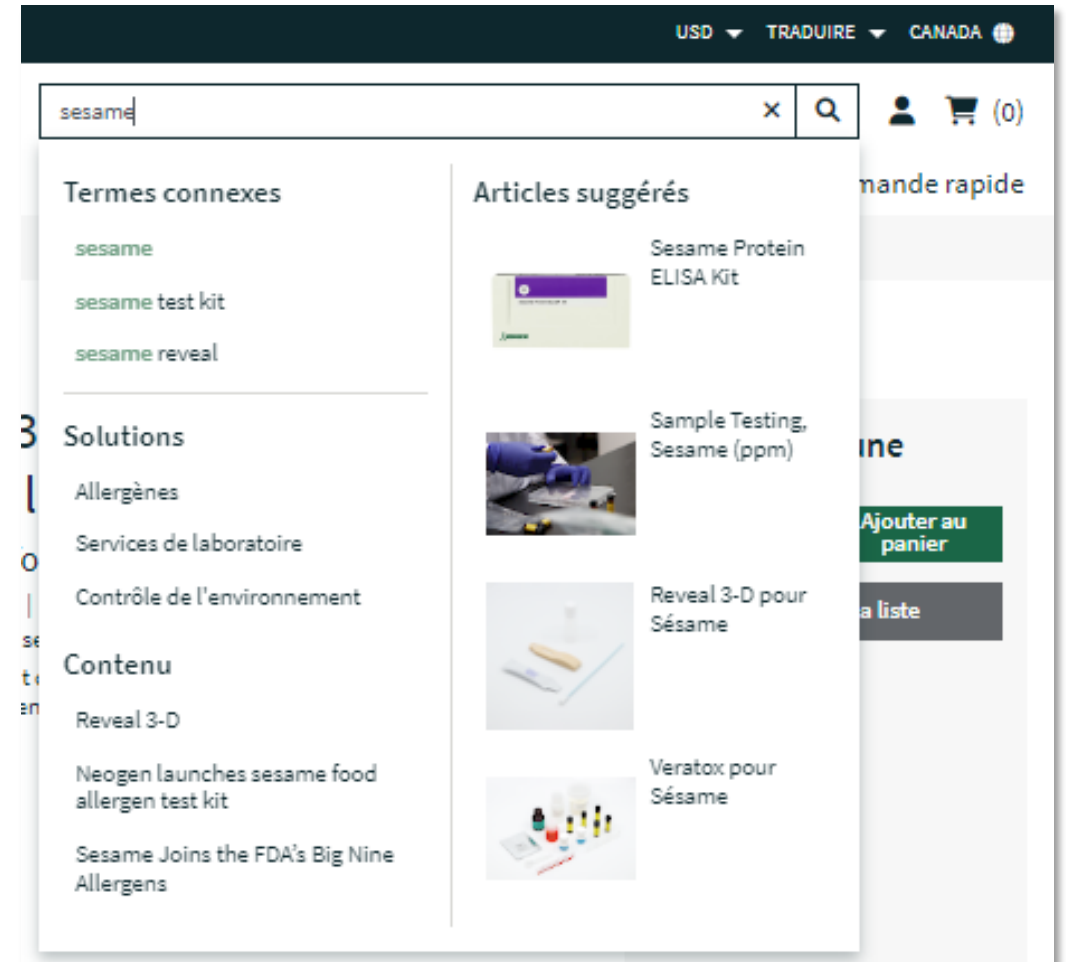 USD TRADUIRE CANADA
sesame
(0)
mande rapide
Termes connexes
sesame
sesame test kit
sesame reveal
Solutions
Allergènes
Services de laboratoire
Contrôle de l'environnement
Contenu
Reveal 3-D
Neogen launches sesame food
allergen test kit
Sesame Joins the FDA's Big Nine
Allergens
Articles suggérés
Sesame Protein
ELISA Kit
Sample Testing,
Sesame (ppm)
Reveal 3-D pour
Sésame
Veratox pour
Sésame
une
Ajouter au
panier
a liste